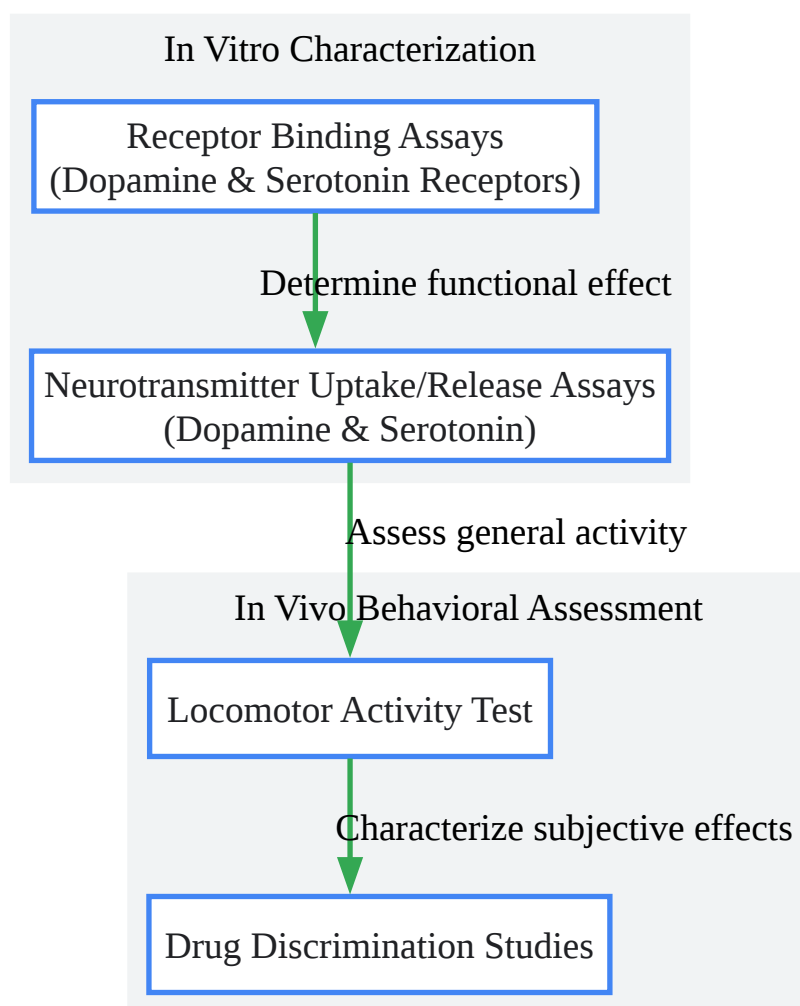 In Vitro Characterization
Receptor Binding Assays
(Dopamine & Serotonin Receptors)
Determine functional effect
Neurotransmitter Uptake/Release Assays
(Dopamine & Serotonin)
Assess general activity
In Vivo Behavioral Assessment
Locomotor Activity Test
Characterize subjective effects
Drug Discrimination Studies